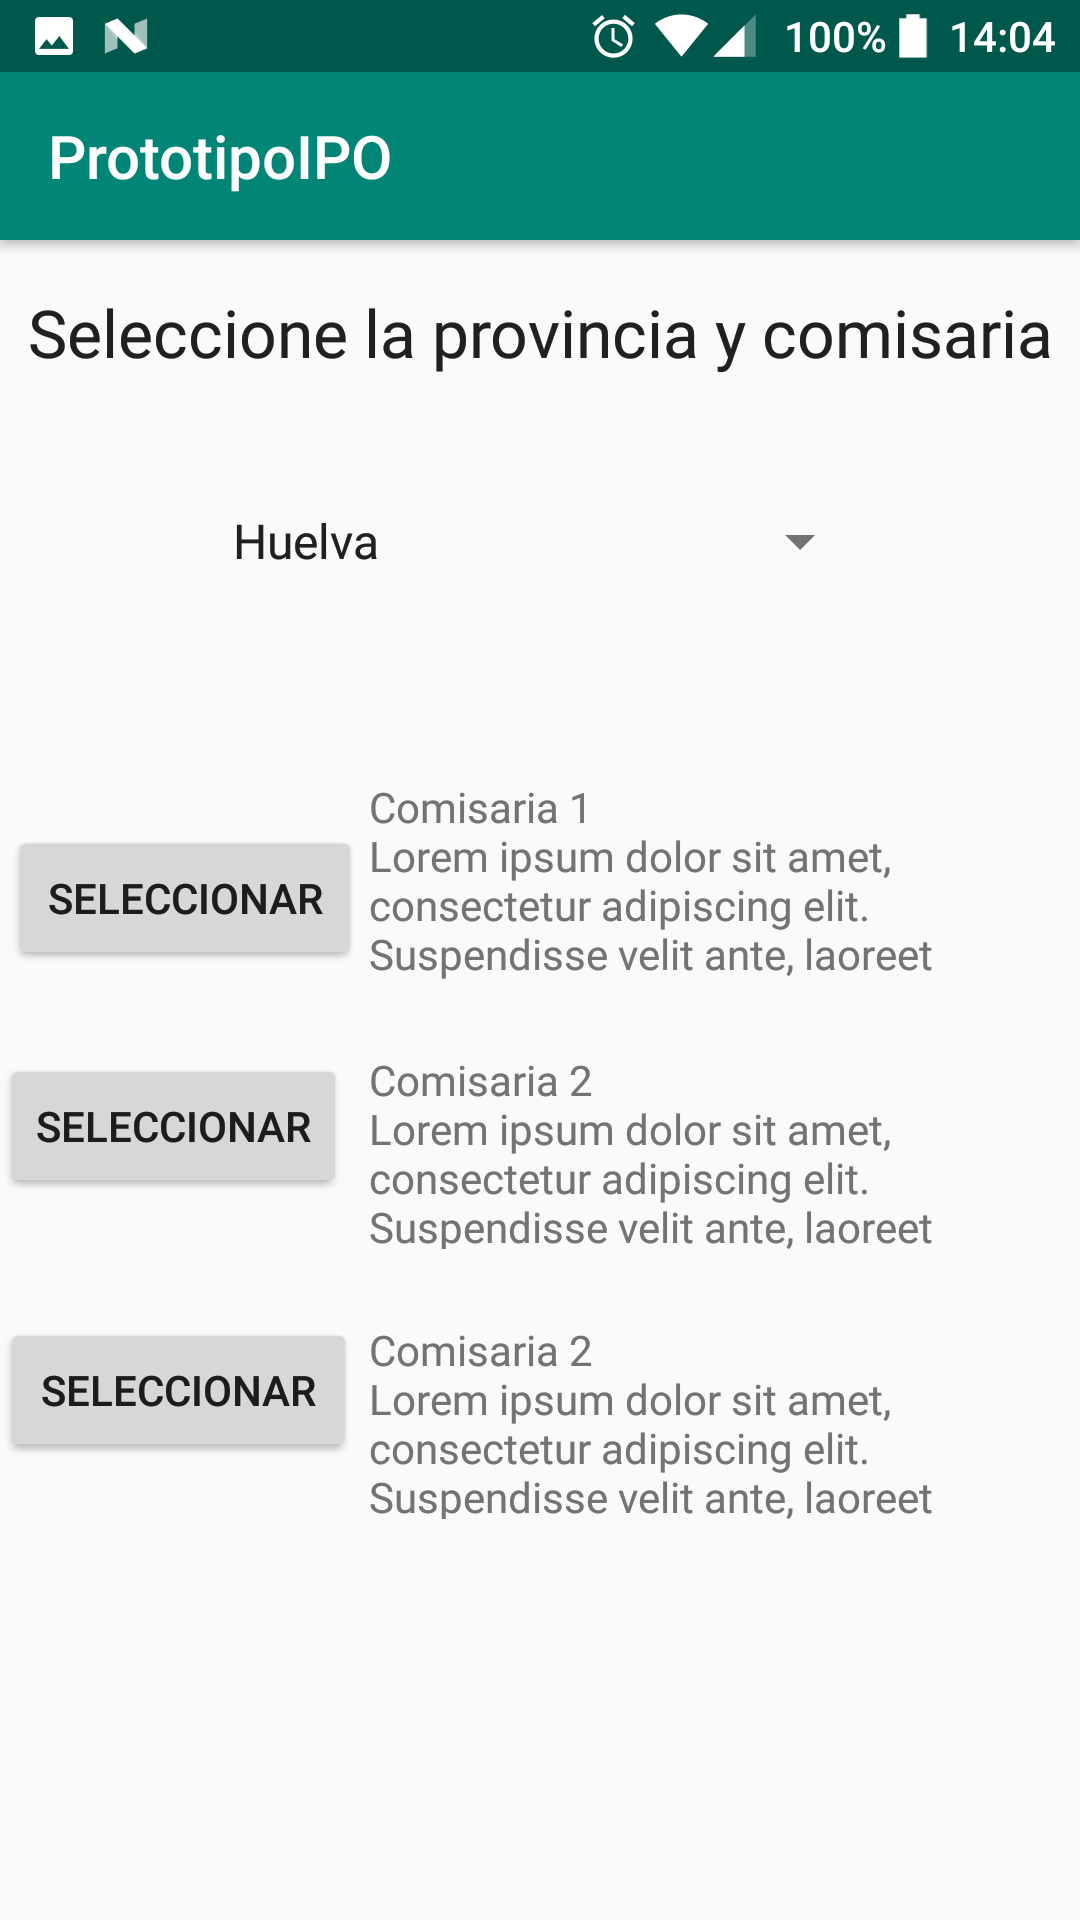 100% 14:04
PrototipoIPO
Seleccione la provincia y comisaria
Huelva
SELECCIONAR
Comisaria 1
Lorem ipsum dolor sit amet,
consectetur adipiscing elit.
Suspendisse velit ante, laoreet
SELECCIONAR
Comisaria 2
Lorem ipsum dolor sit amet,
consectetur adipiscing elit.
Suspendisse velit ante, laoreet
SELECCIONAR
Comisaria 2
Lorem ipsum dolor sit amet,
consectetur adipiscing elit.
Suspendisse velit ante, laoreet